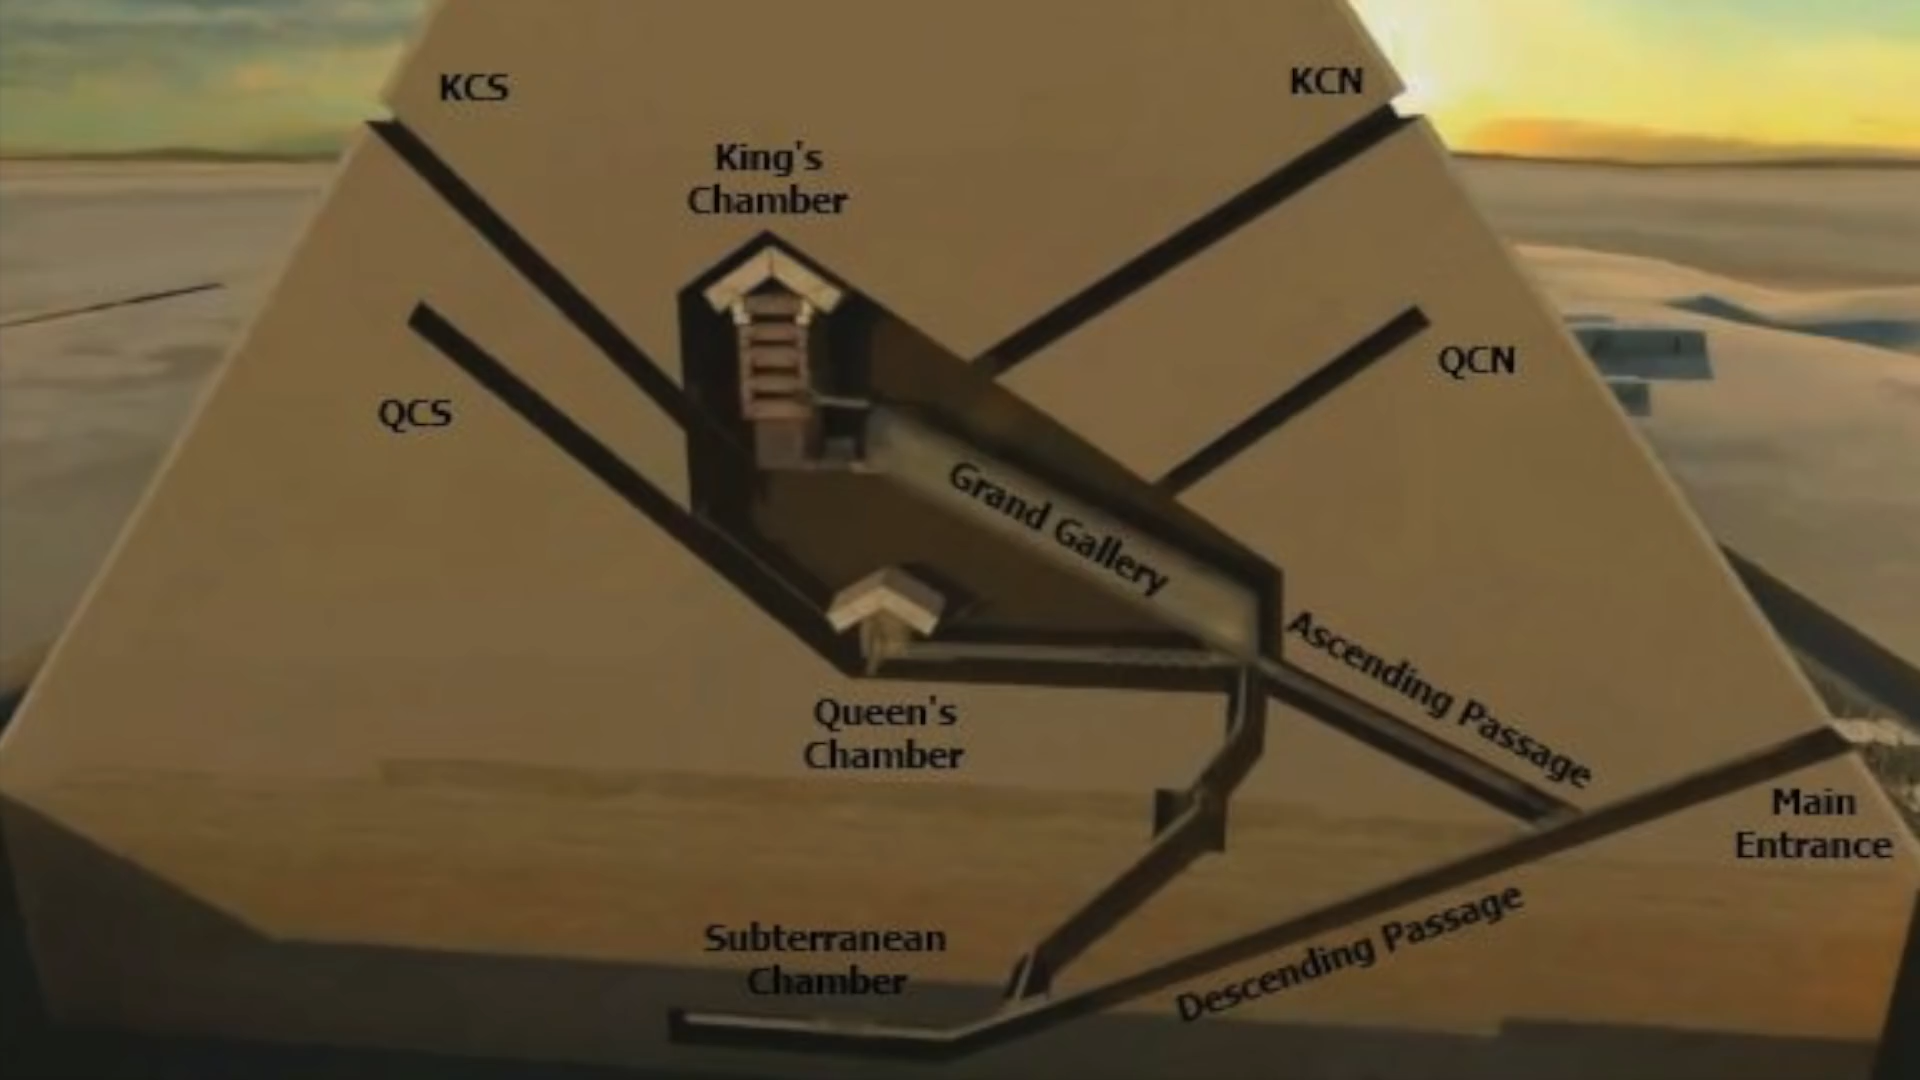 KCS
KCN
King's
Chamber
QCN
QCS
Grand Gallery
Ascending Passage
Queen's
Chamber
Main
Entrance
Descending Passage
Subterranean
Chamber